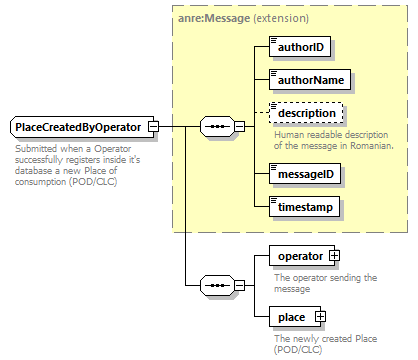 anre:Message (extension)
authorID
authorName
description
Human readable description
of the message in Romanian.
messageID
timestamp
PlaceCreatedByOperator
Submitted when a Operator
successfully registers inside it's
database a new Place of
consumption (POD/CLC)
operator
The operator sending the
message
place
The newly created Place
(POD/CLC)